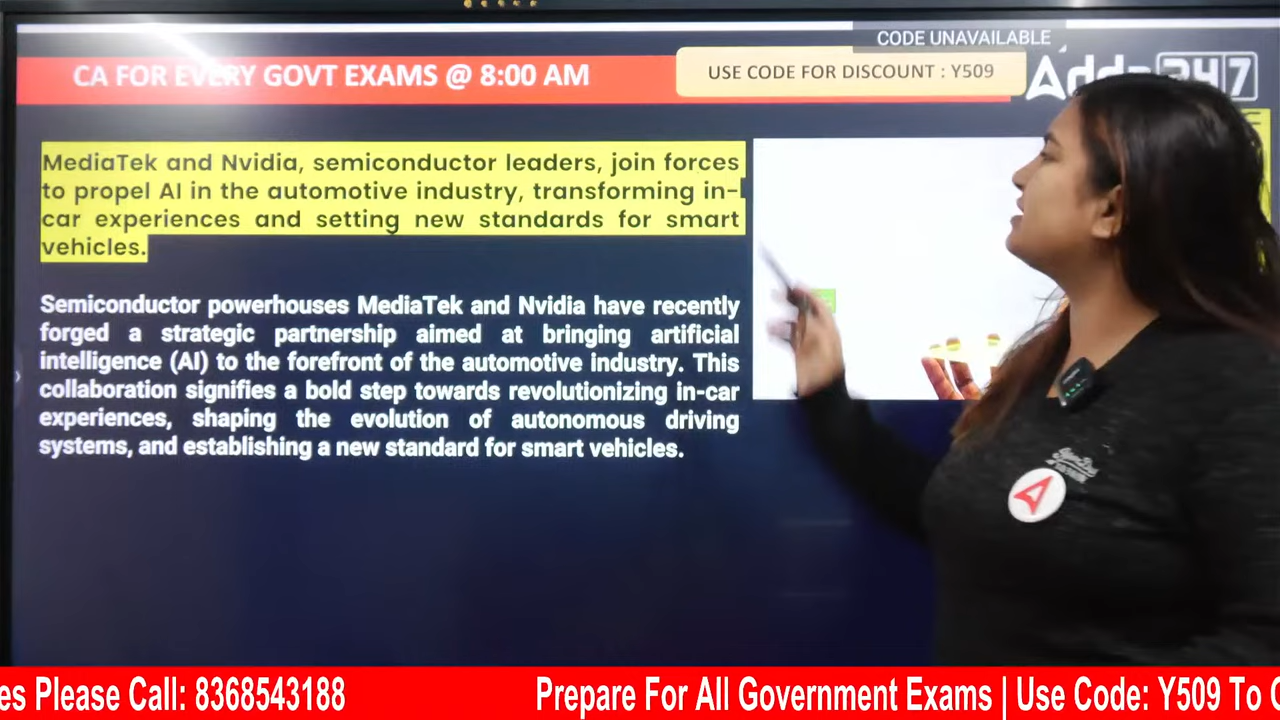 CODE UNAVAILABLE
CA FOR EVERY GOVT EXAMS @ 8:00 AM
USE CODE FOR DISCOUNT : Y509
Adda 247
MediaTek and Nvidia, semiconductor leaders, join forces
to propel AI in the automotive industry, transforming in-
car experiences and setting new standards for smart
vehicles.
Semiconductor powerhouses MediaTek and Nvidia have recently
forged a strategic partnership aimed at bringing artificial
intelligence (AI) to the forefront of the automotive industry. This
collaboration signifies a bold step towards revolutionizing in-car
experiences, shaping the evolution of autonomous driving
systems, and establishing a new standard for smart vehicles.
es Please Call: 8368543188
Prepare For All Government Exams | Use Code: Y509 To